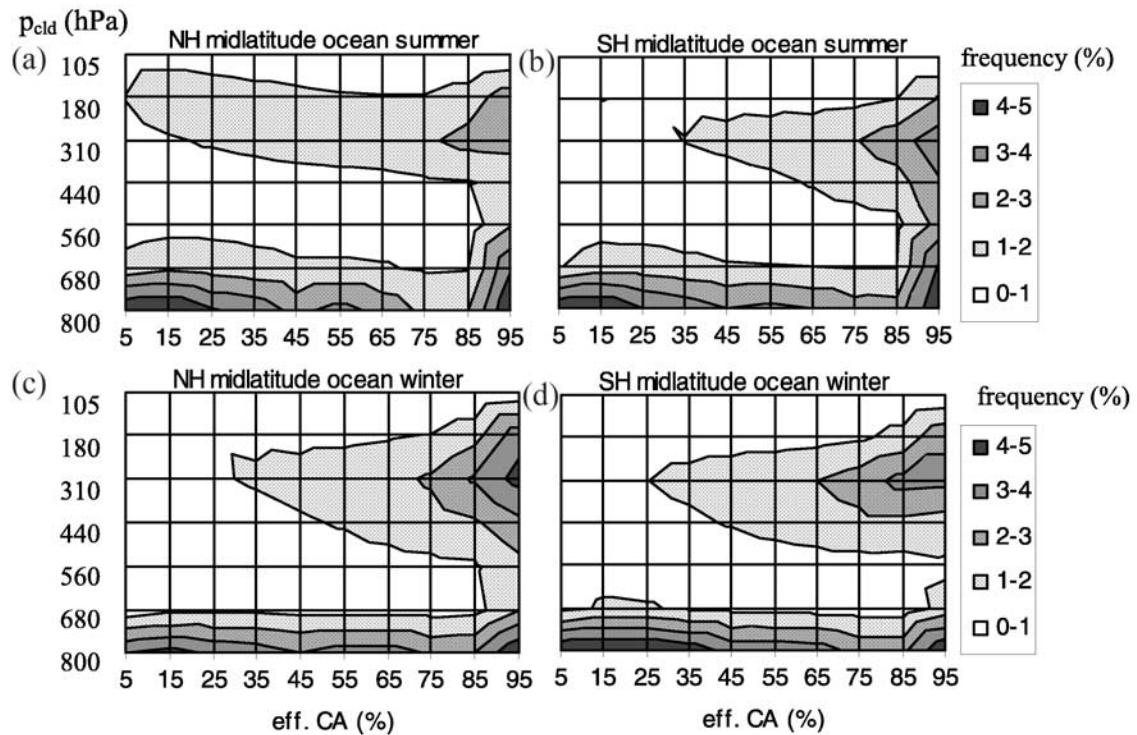 p_cld (hPa)
NH midlatitude ocean summer
SH midlatitude ocean summer
frequency (%)
(a)
(b)
105
180
310
440
560
680
800
4-5
3-4
2-3
1-2
0-1
5 15 25 35 45 55 65 75 85 95
5 15 25 35 45 55 65 75 85 95
(c)
NH midlatitude ocean winter
(d)
SH midlatitude ocean winter
frequency (%)
105
180
310
440
560
680
800
4-5
3-4
2-3
1-2
0-1
5 15 25 35 45 55 65 75 85 95
5 15 25 35 45 55 65 75 85 95
eff. CA (%)
eff. CA (%)